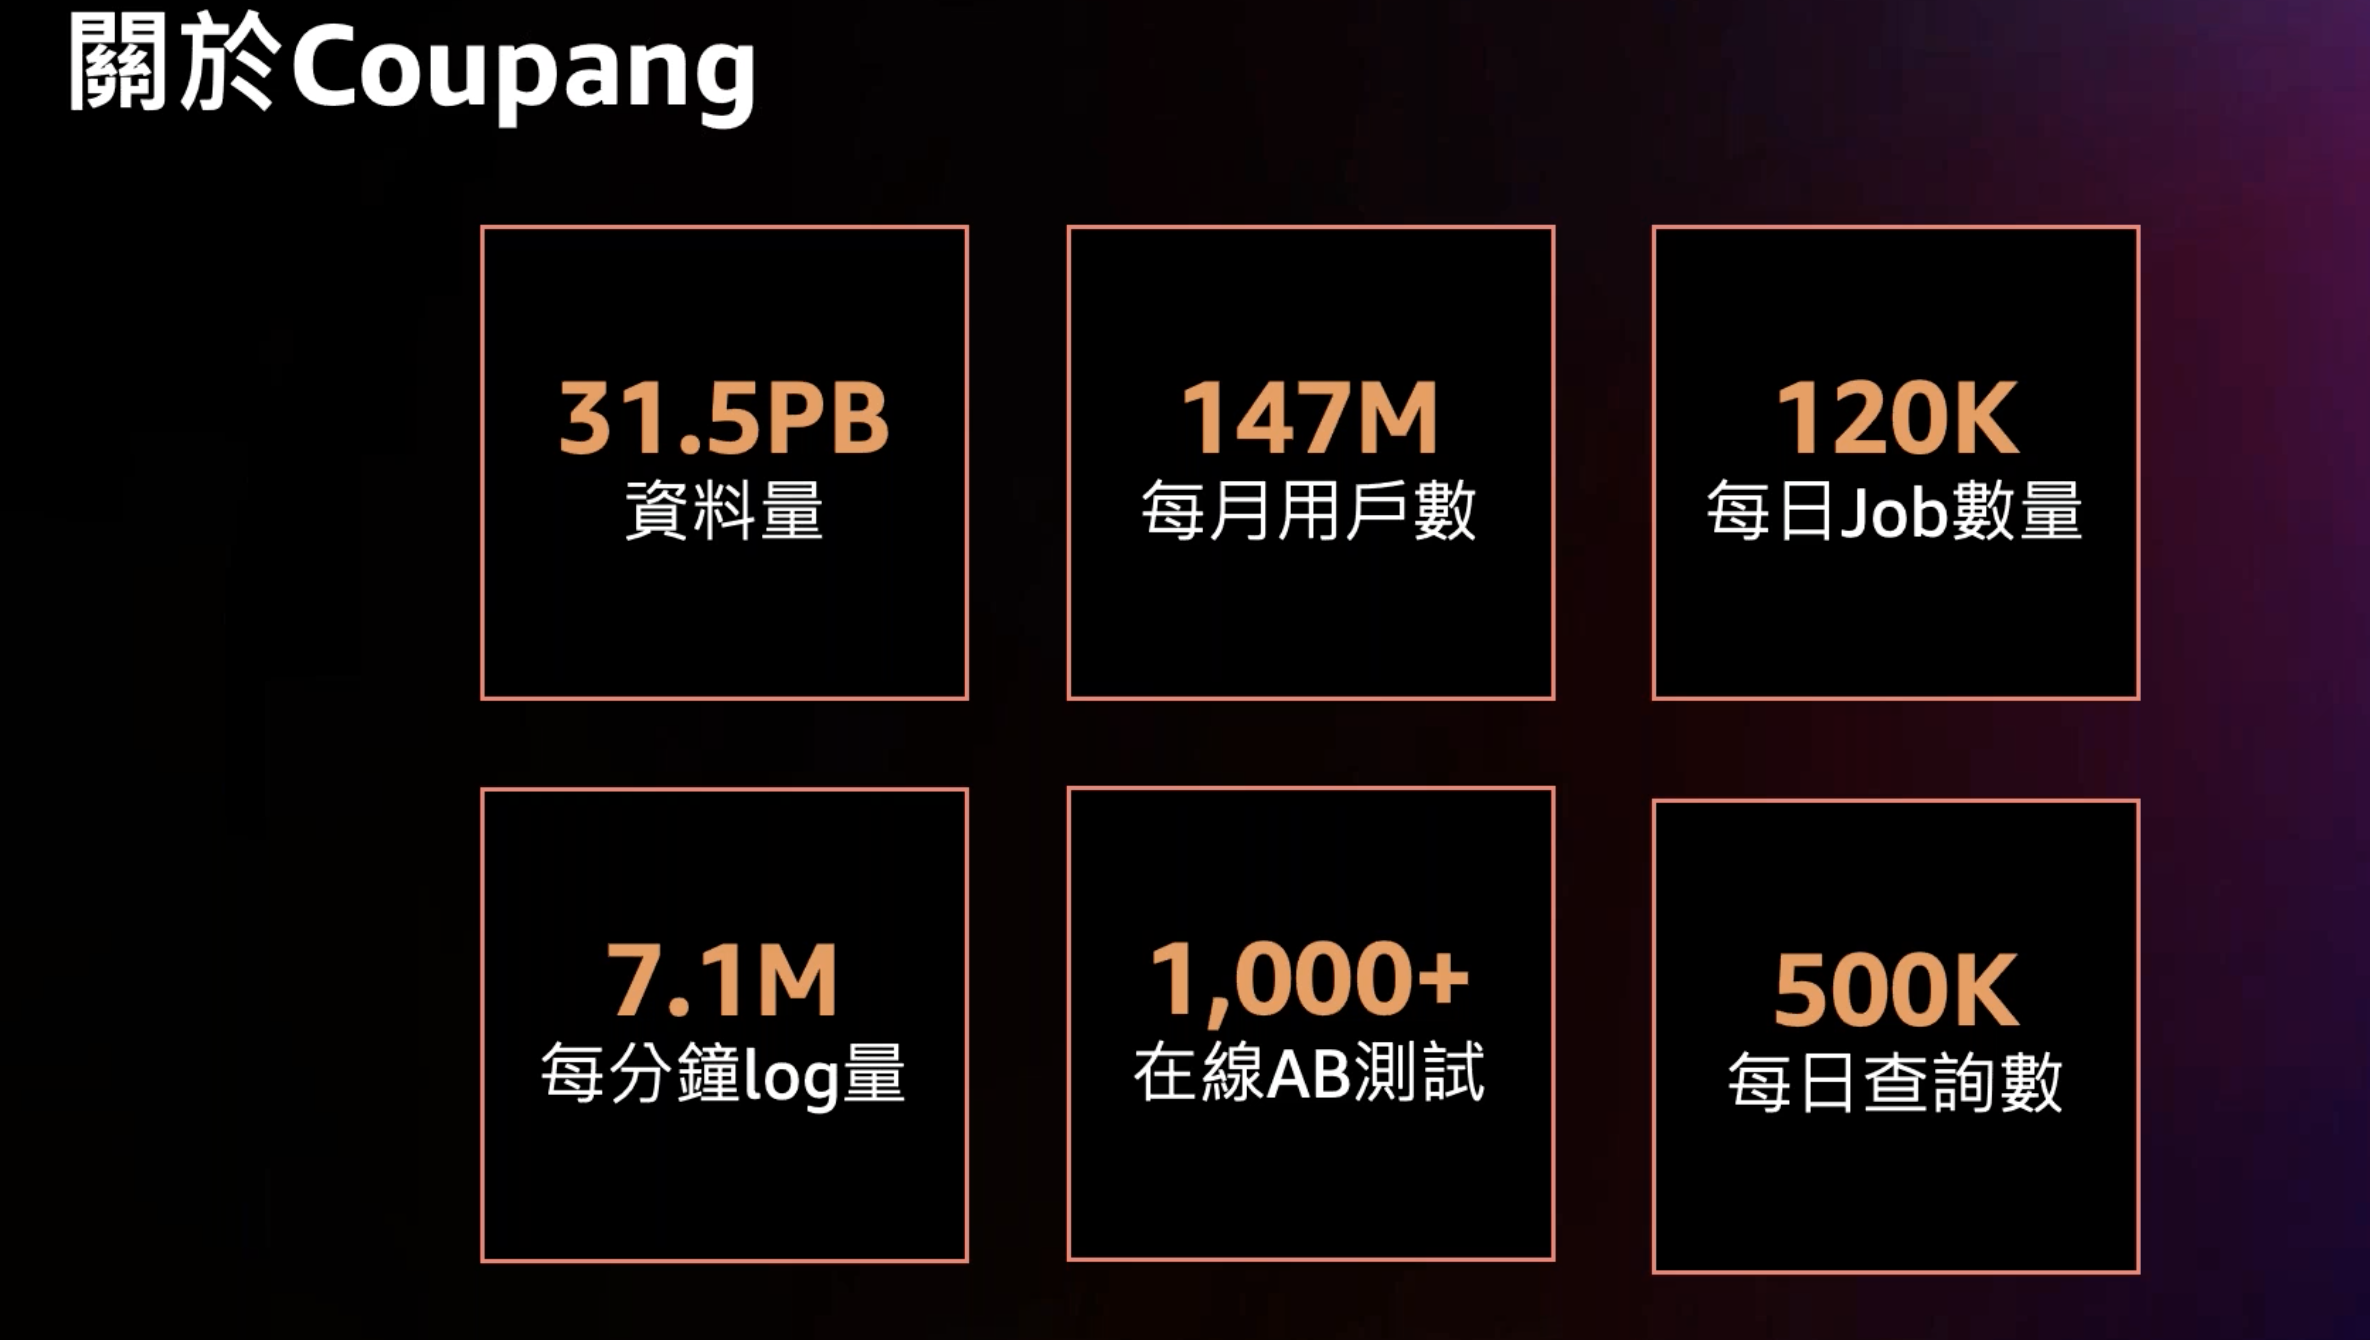 關於Coupang
31.5PB
資料量
147M
每月用戶數
120K
每日Job數量
7.1M
每分鐘log量
1,000+
在線AB測試
500K
每日查詢數